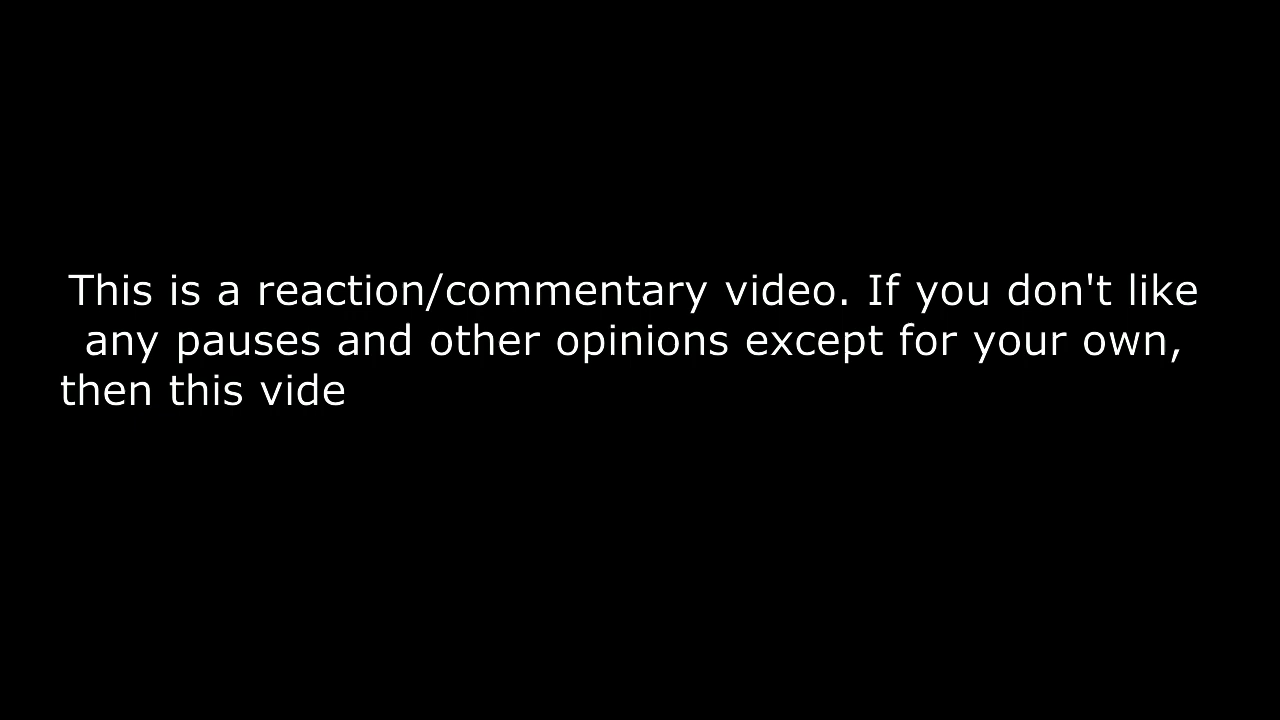 This is a reaction/commentary video. If you don't like
any pauses and other opinions except for your own,
then this vide